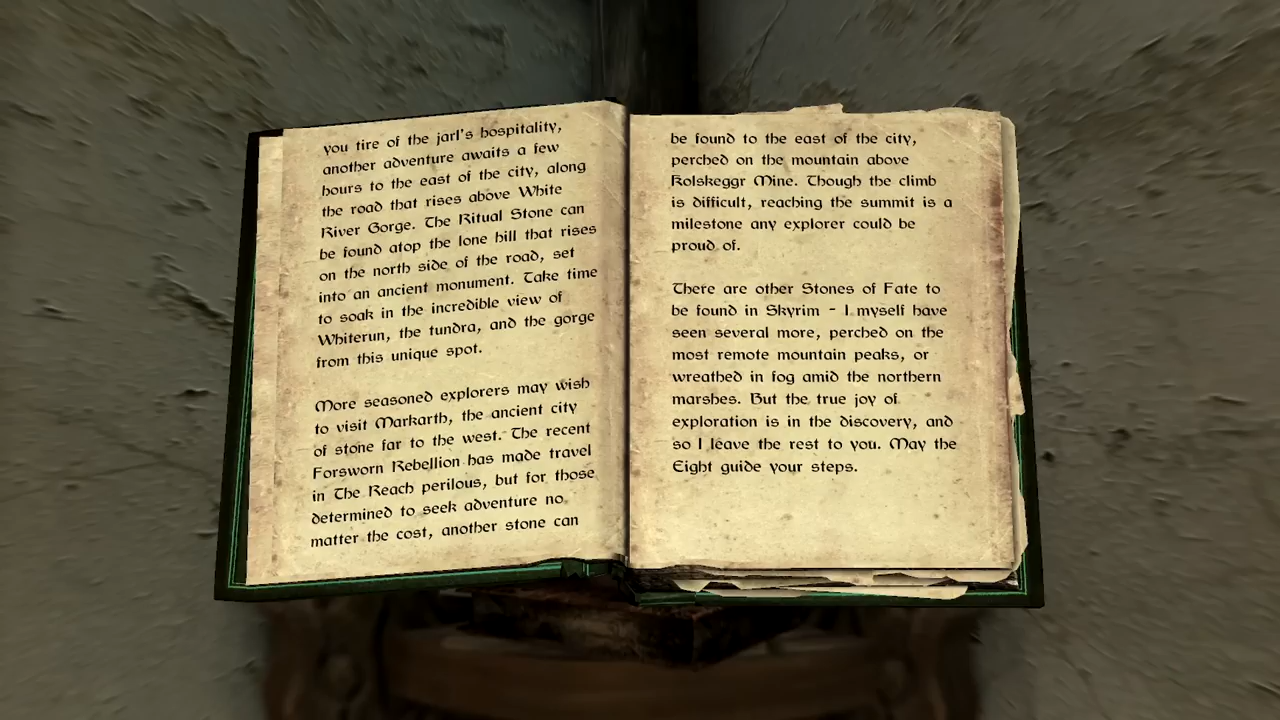 you tire of the jarl's hospitality,
another adventure awaits a few
hours to the east of the city, along
the road that rises above White
River Gorge. The Ritual Stone can
be found atop the lone hill that rises
on the north side of the road, set
into an ancient monument. Take time
to soak in the incredible view of
Whiterun, the tundra, and the gorge
from this unique spot.

More seasoned explorers may wish
to visit Markarth, the ancient city
of stone far to the west. The recent
Forsworn Rebellion has made travel
in The Reach perilous, but for those
determined to seek adventure no
matter the cost, another stone can
be found to the east of the city,
perched on the mountain above
Kolskeggr Mine. Though the climb
is difficult, reaching the summit is a
milestone any explorer could be
proud of.

There are other Stones of Fate to
be found in Skyrim - I myself have
seen several more, perched on the
most remote mountain peaks, or
wreathed in fog amid the northern
marshes. But the true joy of
exploration is in the discovery, and
so I leave the rest to you. May the
Eight guide your steps.